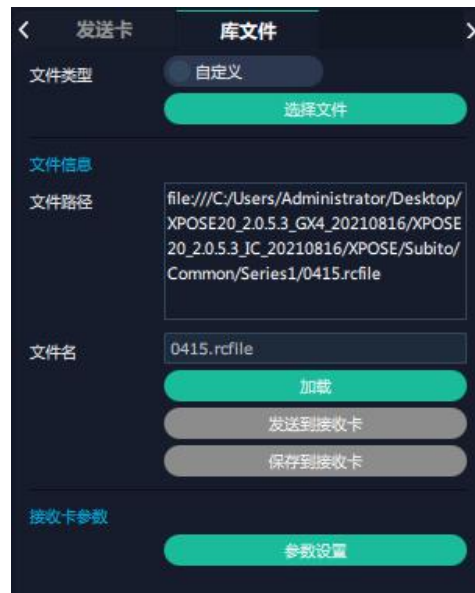 发送卡 库文件
文件类型 自定义
选择文件
文件信息
文件路径 file:///C:/Users/Administrator/Desktop/
XPOSE20_2.0.5.3_GX4_20210816/XPOSE
20_2.0.5.3_IC_20210816/XPOSE/Subito/
Common/Series1/0415.rcfile
文件名 0415.rcfile
加载
发送到接收卡
保存到接收卡
接收卡参数
参数设置